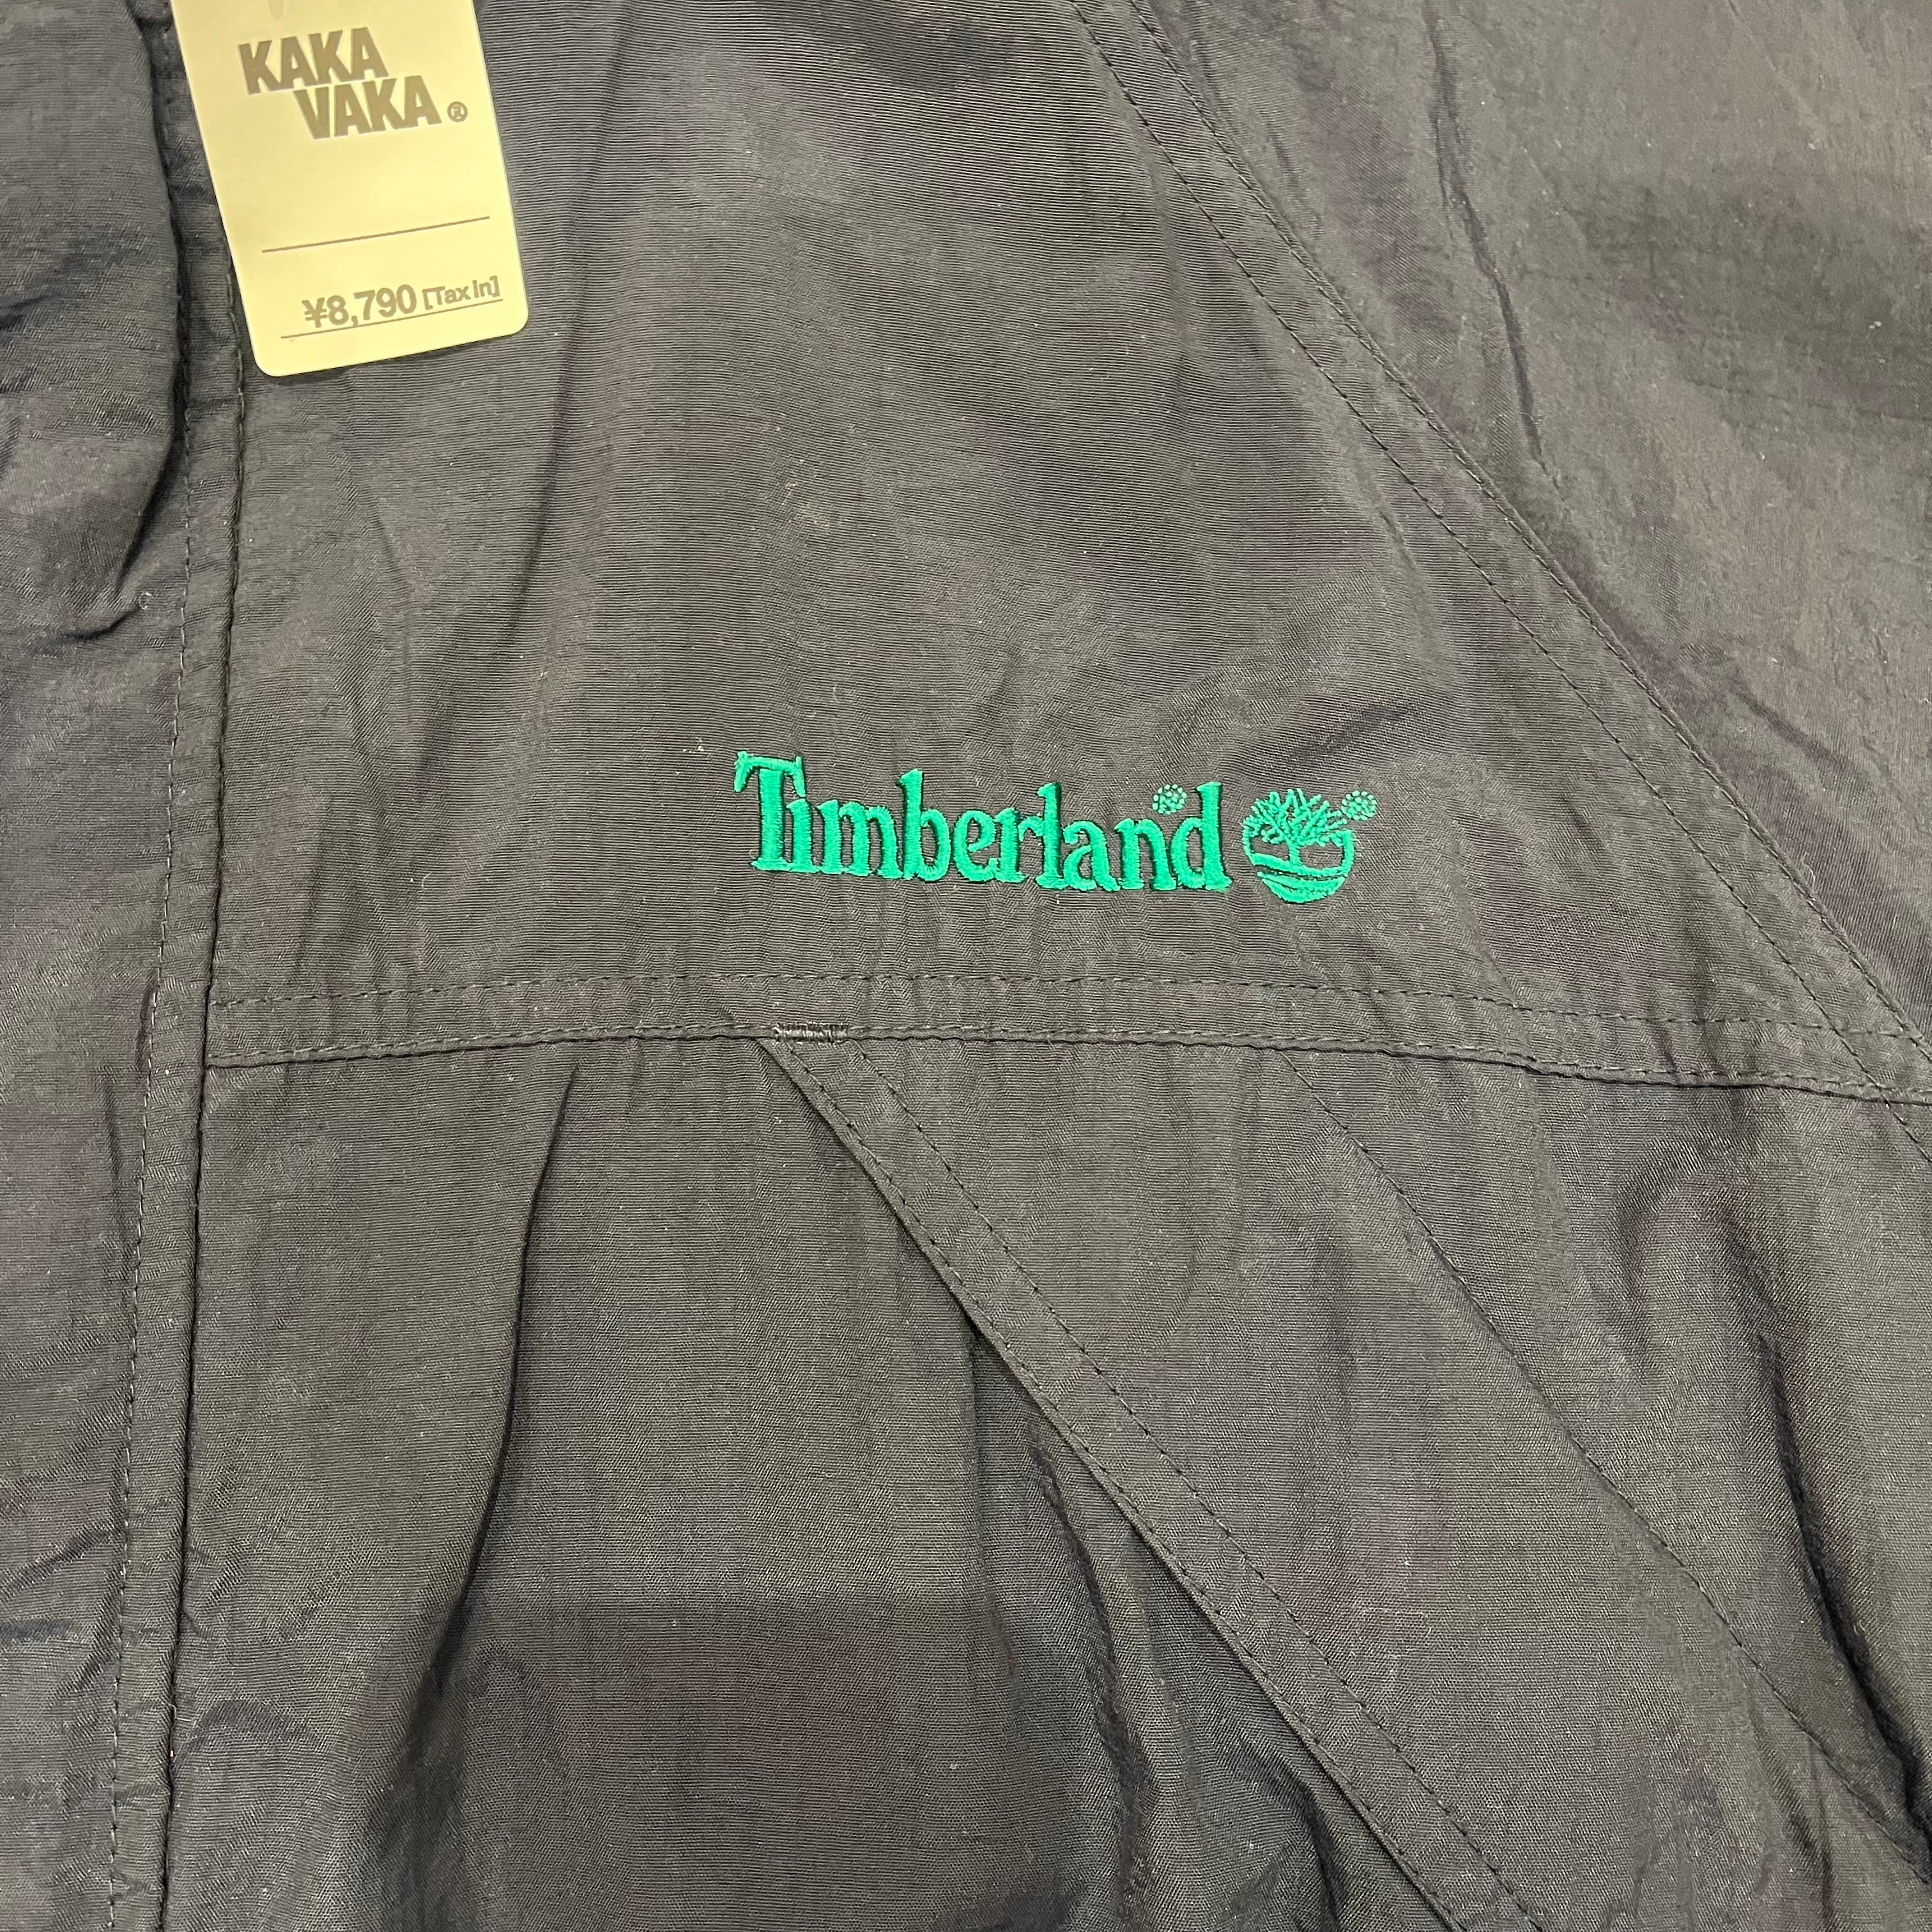 KAKA
VAKA®
¥8,790 [Tax In]
Timberland®